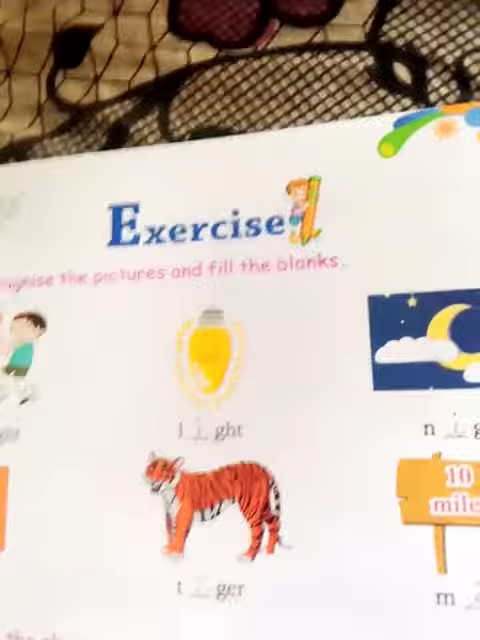 Exercise
the pictures and fill the blanks.
l i ght
n i g
10
mile
t i ger
m